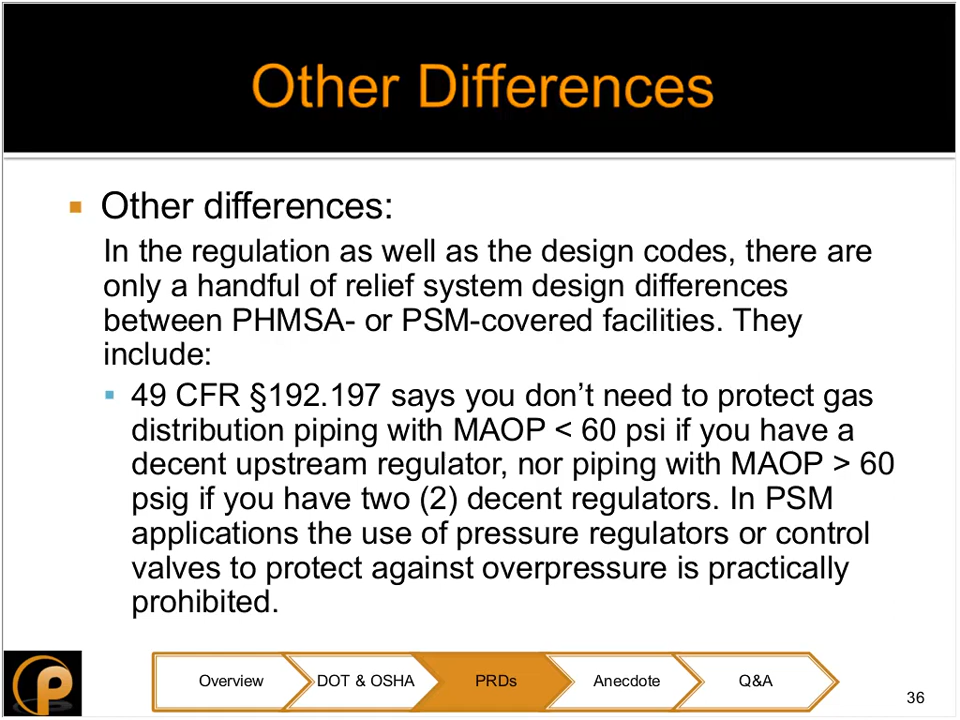 Other Differences
Other differences:
In the regulation as well as the design codes, there are
only a handful of relief system design differences
between PHMSA- or PSM-covered facilities. They
include:
49 CFR §192.197 says you don’t need to protect gas
distribution piping with MAOP < 60 psi if you have a
decent upstream regulator, nor piping with MAOP > 60
psig if you have two (2) decent regulators. In PSM
applications the use of pressure regulators or control
valves to protect against overpressure is practically
prohibited.
P
Overview
DOT & OSHA
PRDs
Anecdote
Q&A
36